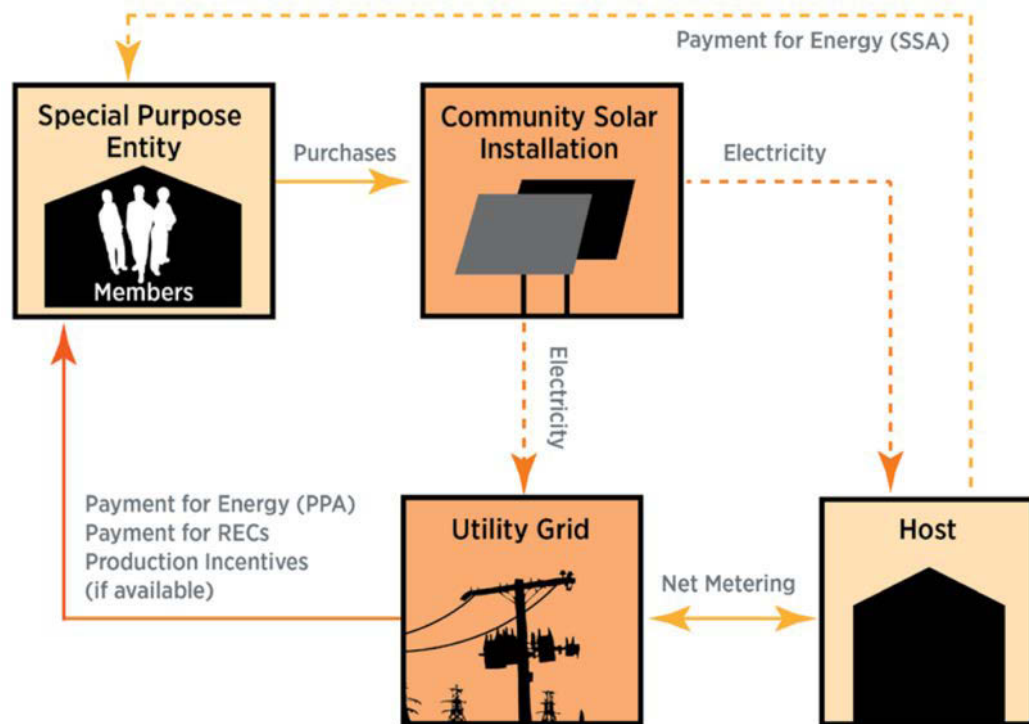 Payment for Energy (SSA)
Special Purpose
Entity
Members
Purchases
Community Solar
Installation
Electricity
Electricity
Payment for Energy (PPA)
Payment for RECs
Production Incentives
(if available)
Utility Grid
Net Metering
Host